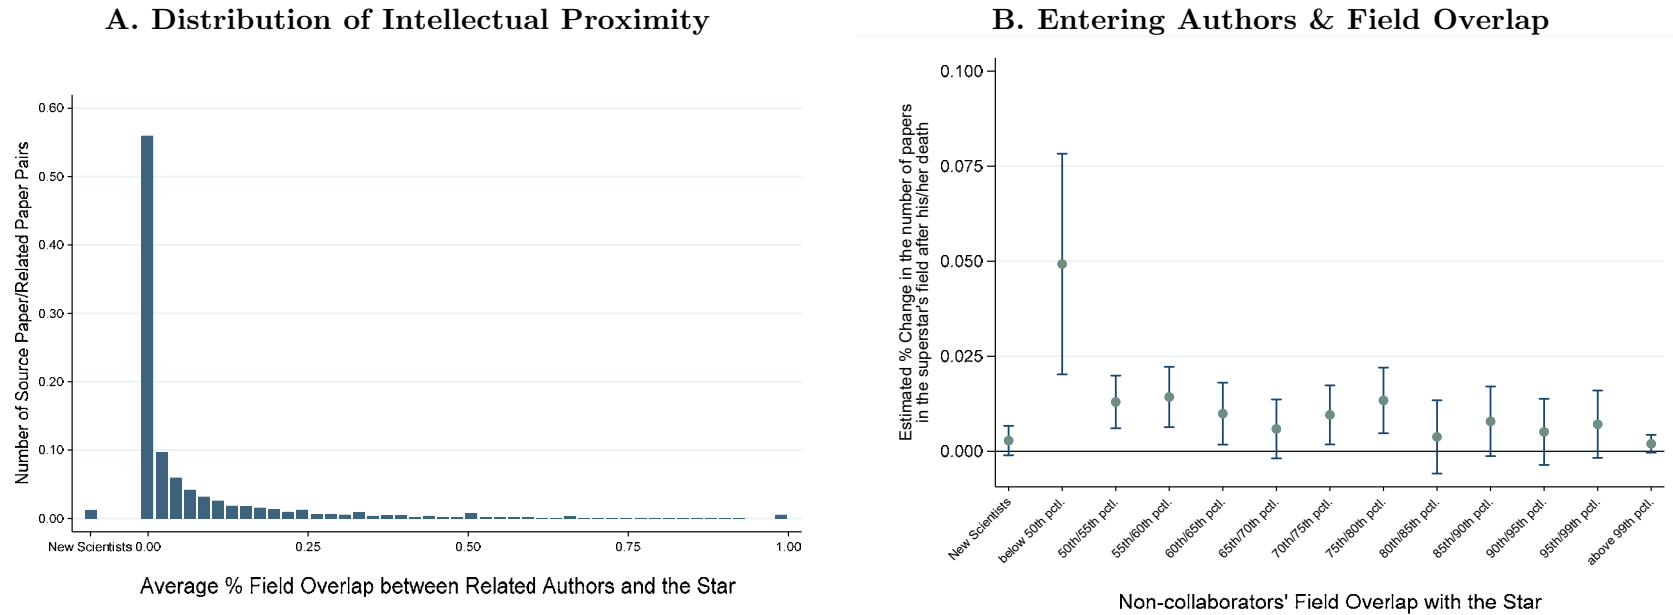 A. Distribution of Intellectual Proximity
Number of Source Paper/Related Paper Pairs
0.60
0.50
0.40
0.30
0.20
0.10
0.00
New Scientists 0.00 0.25 0.50 0.75 1.00
Average % Field Overlap between Related Authors and the Star
B. Entering Authors & Field Overlap
Estimated % Change in the number of papers
in the superstar's field after his/her death
0.100
0.075
0.050
0.025
0.000
New Scientists
below 50th pctl.
50th/55th pctl.
55th/60th pctl.
60th/65th pctl.
65th/70th pctl.
70th/75th pctl.
75th/80th pctl.
80th/85th pctl.
85th/90th pctl.
90th/95th pctl.
95th/99th pctl.
above 99th pctl.
Non-collaborators' Field Overlap with the Star